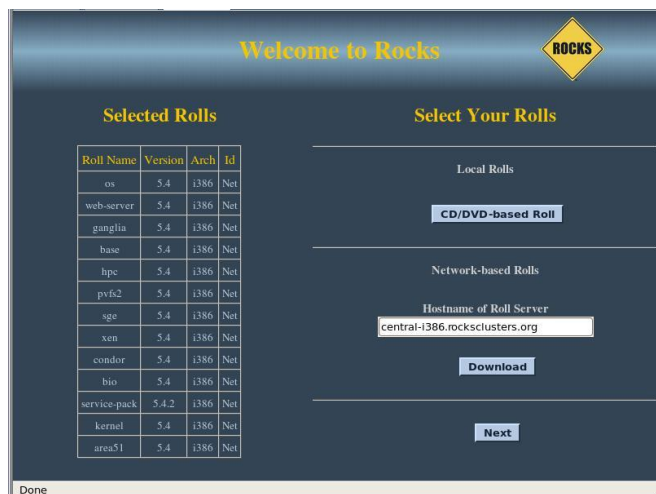 Welcome to Rocks
ROCKS
Selected Rolls
Roll Name Version Arch Id
os 5.4 i386 Net
web-server 5.4 i386 Net
ganglia 5.4 i386 Net
base 5.4 i386 Net
hpc 5.4 i386 Net
pvfs2 5.4 i386 Net
sge 5.4 i386 Net
xen 5.4 i386 Net
condor 5.4 i386 Net
bio 5.4 i386 Net
service-pack 5.4.2 i386 Net
kernel 5.4 i386 Net
area51 5.4 i386 Net
Select Your Rolls
Local Rolls
CD/DVD-based Roll
Network-based Rolls
Hostname of Roll Server
central-i386.rocksclusters.org
Download
Next
Done